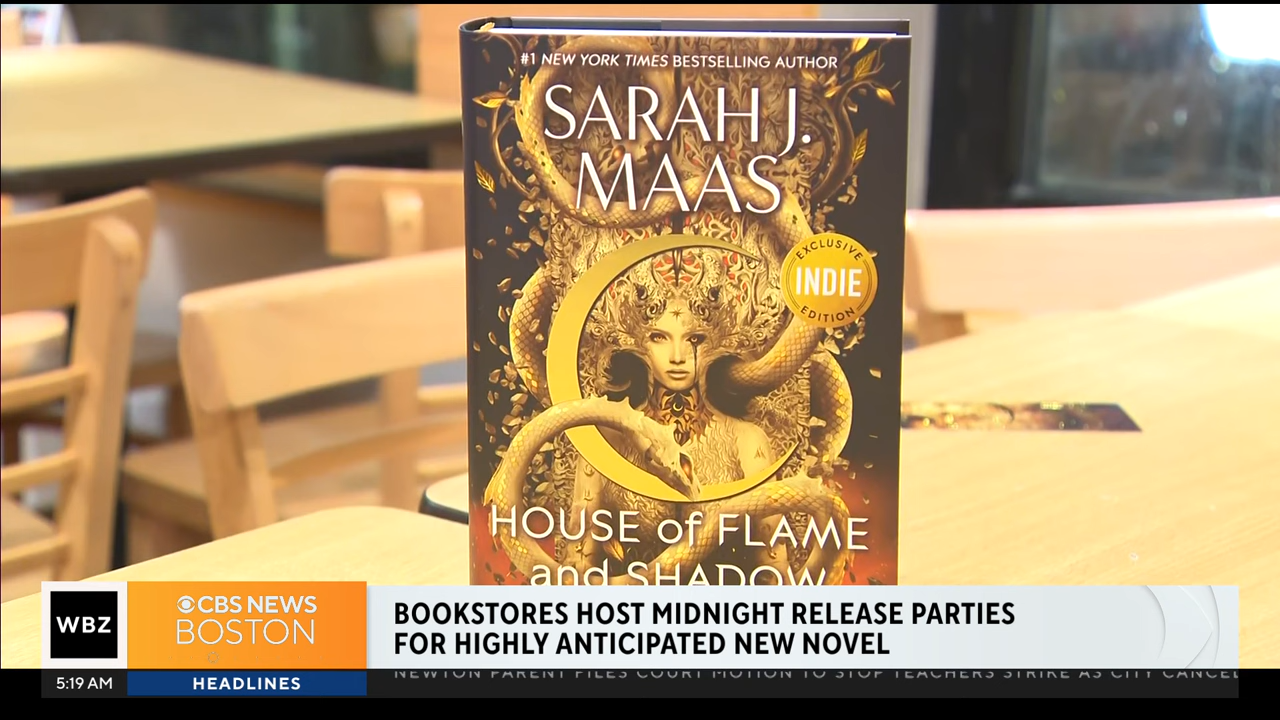 #1 NEW YORK TIMES BESTSELLING AUTHOR
SARAH J.
MAAS
EXCLUSIVE
INDIE
EDITION
HOUSE of FLAME
and SHADOW
WBZ
CBS NEWS
BOSTON
BOOKSTORES HOST MIDNIGHT RELEASE PARTIES
FOR HIGHLY ANTICIPATED NEW NOVEL
5:19 AM
HEADLINES
NEWTON PARENT FILES COURT MOTION TO STOP TEACHERS STRIKE AS CITY CANCEL